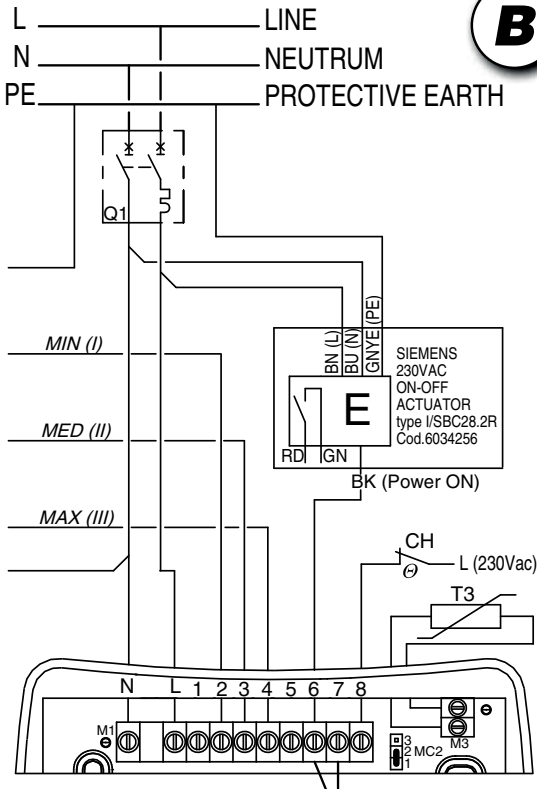 B
L LINE
N NEUTRUM
PE PROTECTIVE EARTH
Q1
MIN (I)
MED (II)
MAX (III)
BN (L)
BU (N)
GNYE (PE)
E
RD GN
SIEMENS
230VAC
ON-OFF
ACTUATOR
type I/SBC28.2R
Cod.6034256
BK (Power ON)
CH
Θ
L (230Vac)
T3
N L 1 2 3 4 5 6 7 8
M1
3
2
1
MC2
M3